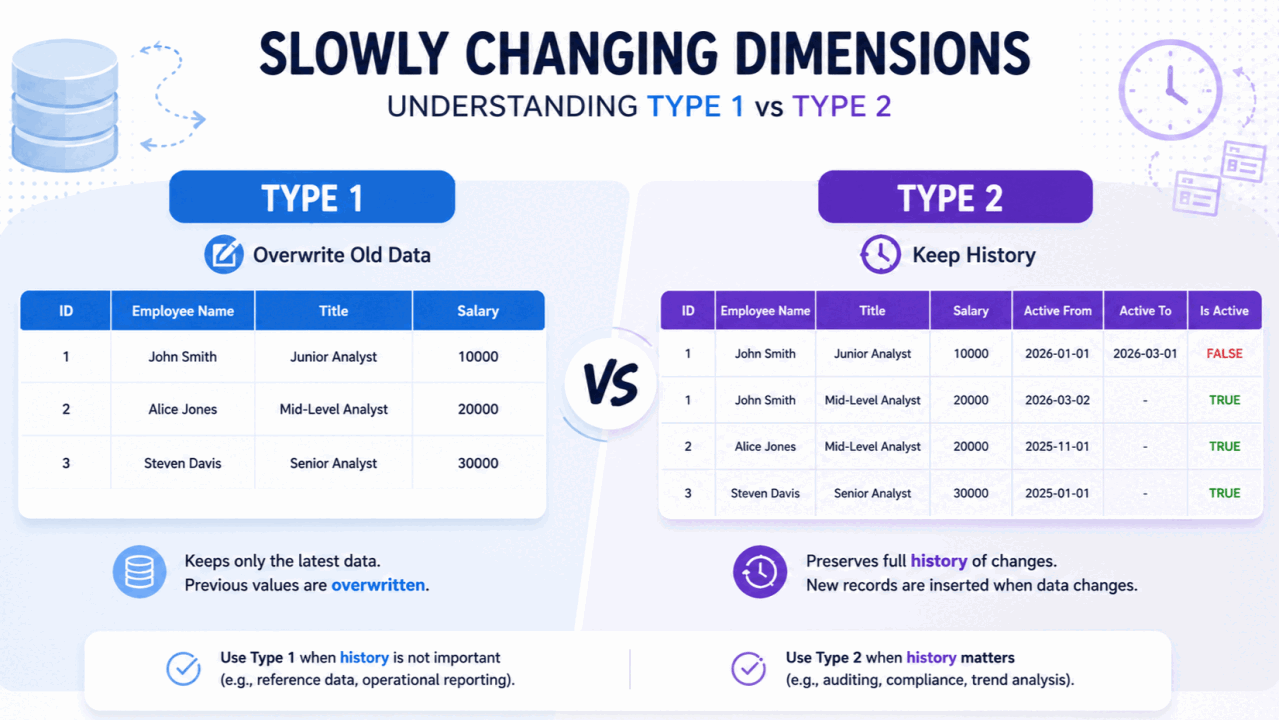 SLOWLY CHANGING DIMENSIONS
UNDERSTANDING TYPE 1 vs TYPE 2
TYPE 1
Overwrite Old Data
ID Employee Name Title Salary
1 John Smith Junior Analyst 10000
2 Alice Jones Mid-Level Analyst 20000
3 Steven Davis Senior Analyst 30000
Keeps only the latest data.
Previous values are overwritten.
VS
TYPE 2
Keep History
ID Employee Name Title Salary Active From Active To Is Active
1 John Smith Junior Analyst 10000 2026-01-01 2026-03-01 FALSE
1 John Smith Mid-Level Analyst 20000 2026-03-02 - TRUE
2 Alice Jones Mid-Level Analyst 20000 2025-11-01 - TRUE
3 Steven Davis Senior Analyst 30000 2025-01-01 - TRUE
Preserves full history of changes.
New records are inserted when data changes.
Use Type 1 when history is not important
(e.g., reference data, operational reporting).
Use Type 2 when history matters
(e.g., auditing, compliance, trend analysis).